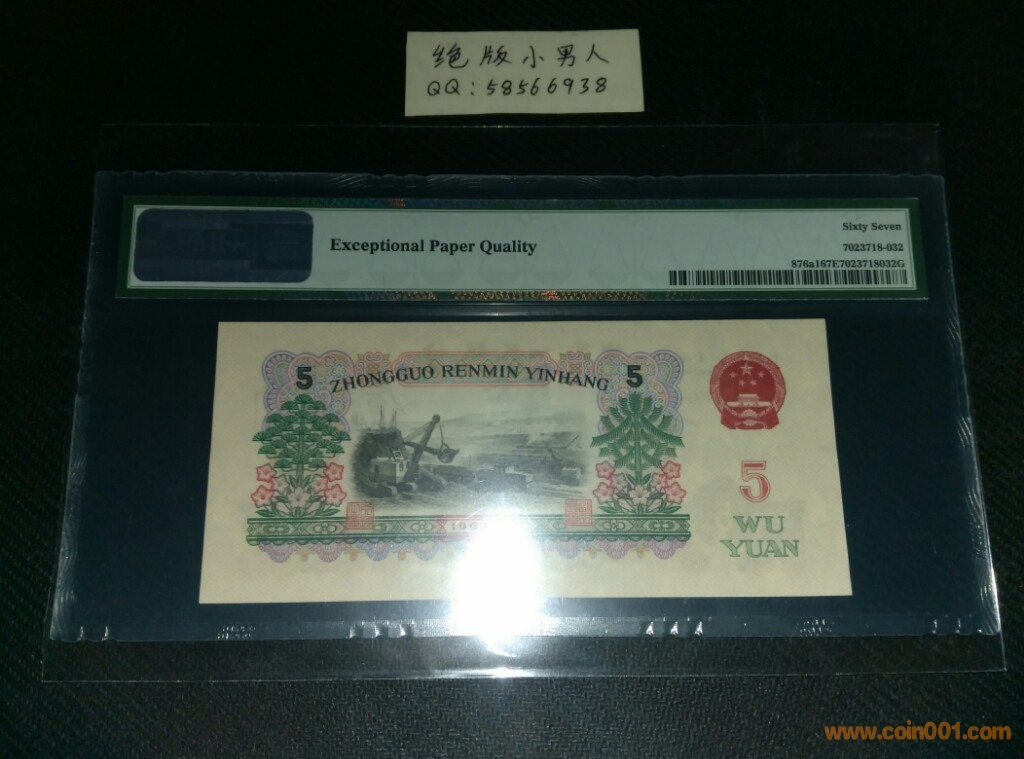 绝版小男人
QQ:58566938
Sixty Seven
Exceptional Paper Quality
7023718-032
876a167E7023718032G
5 ZHONGGUO RENMIN YINHANG 5
5
WU
YUAN
www.coin001.com